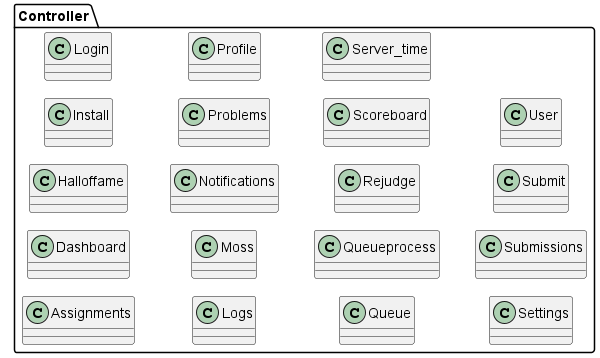 Controller
C Login
C Profile
C Server_time
C Install
C Problems
C Scoreboard
C User
C Halloffame
C Notifications
C Rejudge
C Submit
C Dashboard
C Moss
C Queueprocess
C Submissions
C Assignments
C Logs
C Queue
C Settings